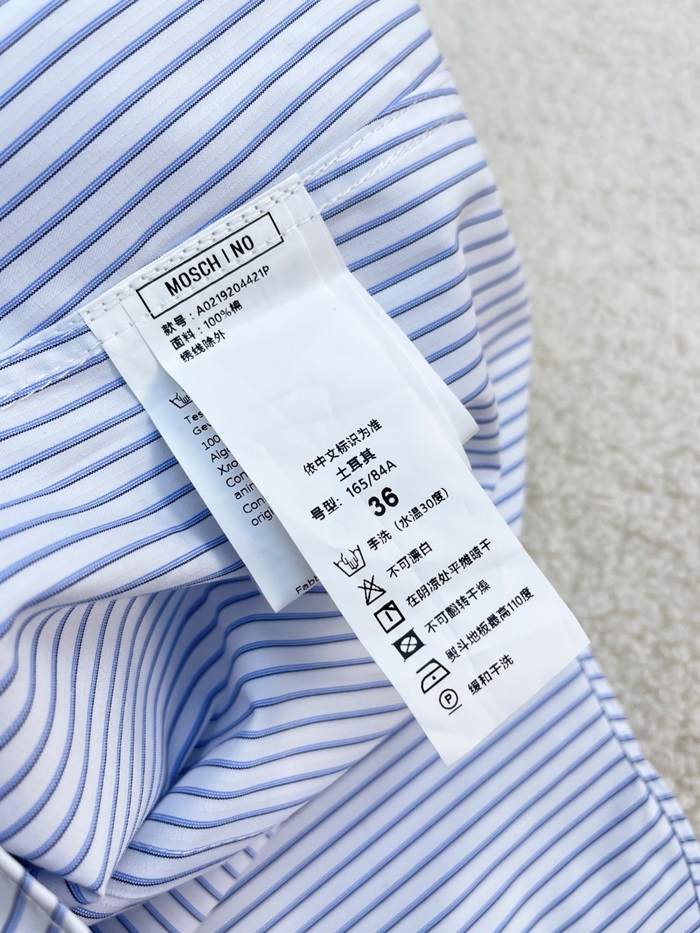 MOSCH|NO
款号：A0219204421P
面料：100%棉
绣线除外
依中文标识为准
土耳其
号型: 165/84A
36
手洗（水温30度）
不可漂白
在阴凉处平摊晾干
不可翻转干燥
熨斗地板最高110度
P 缓和干洗
100